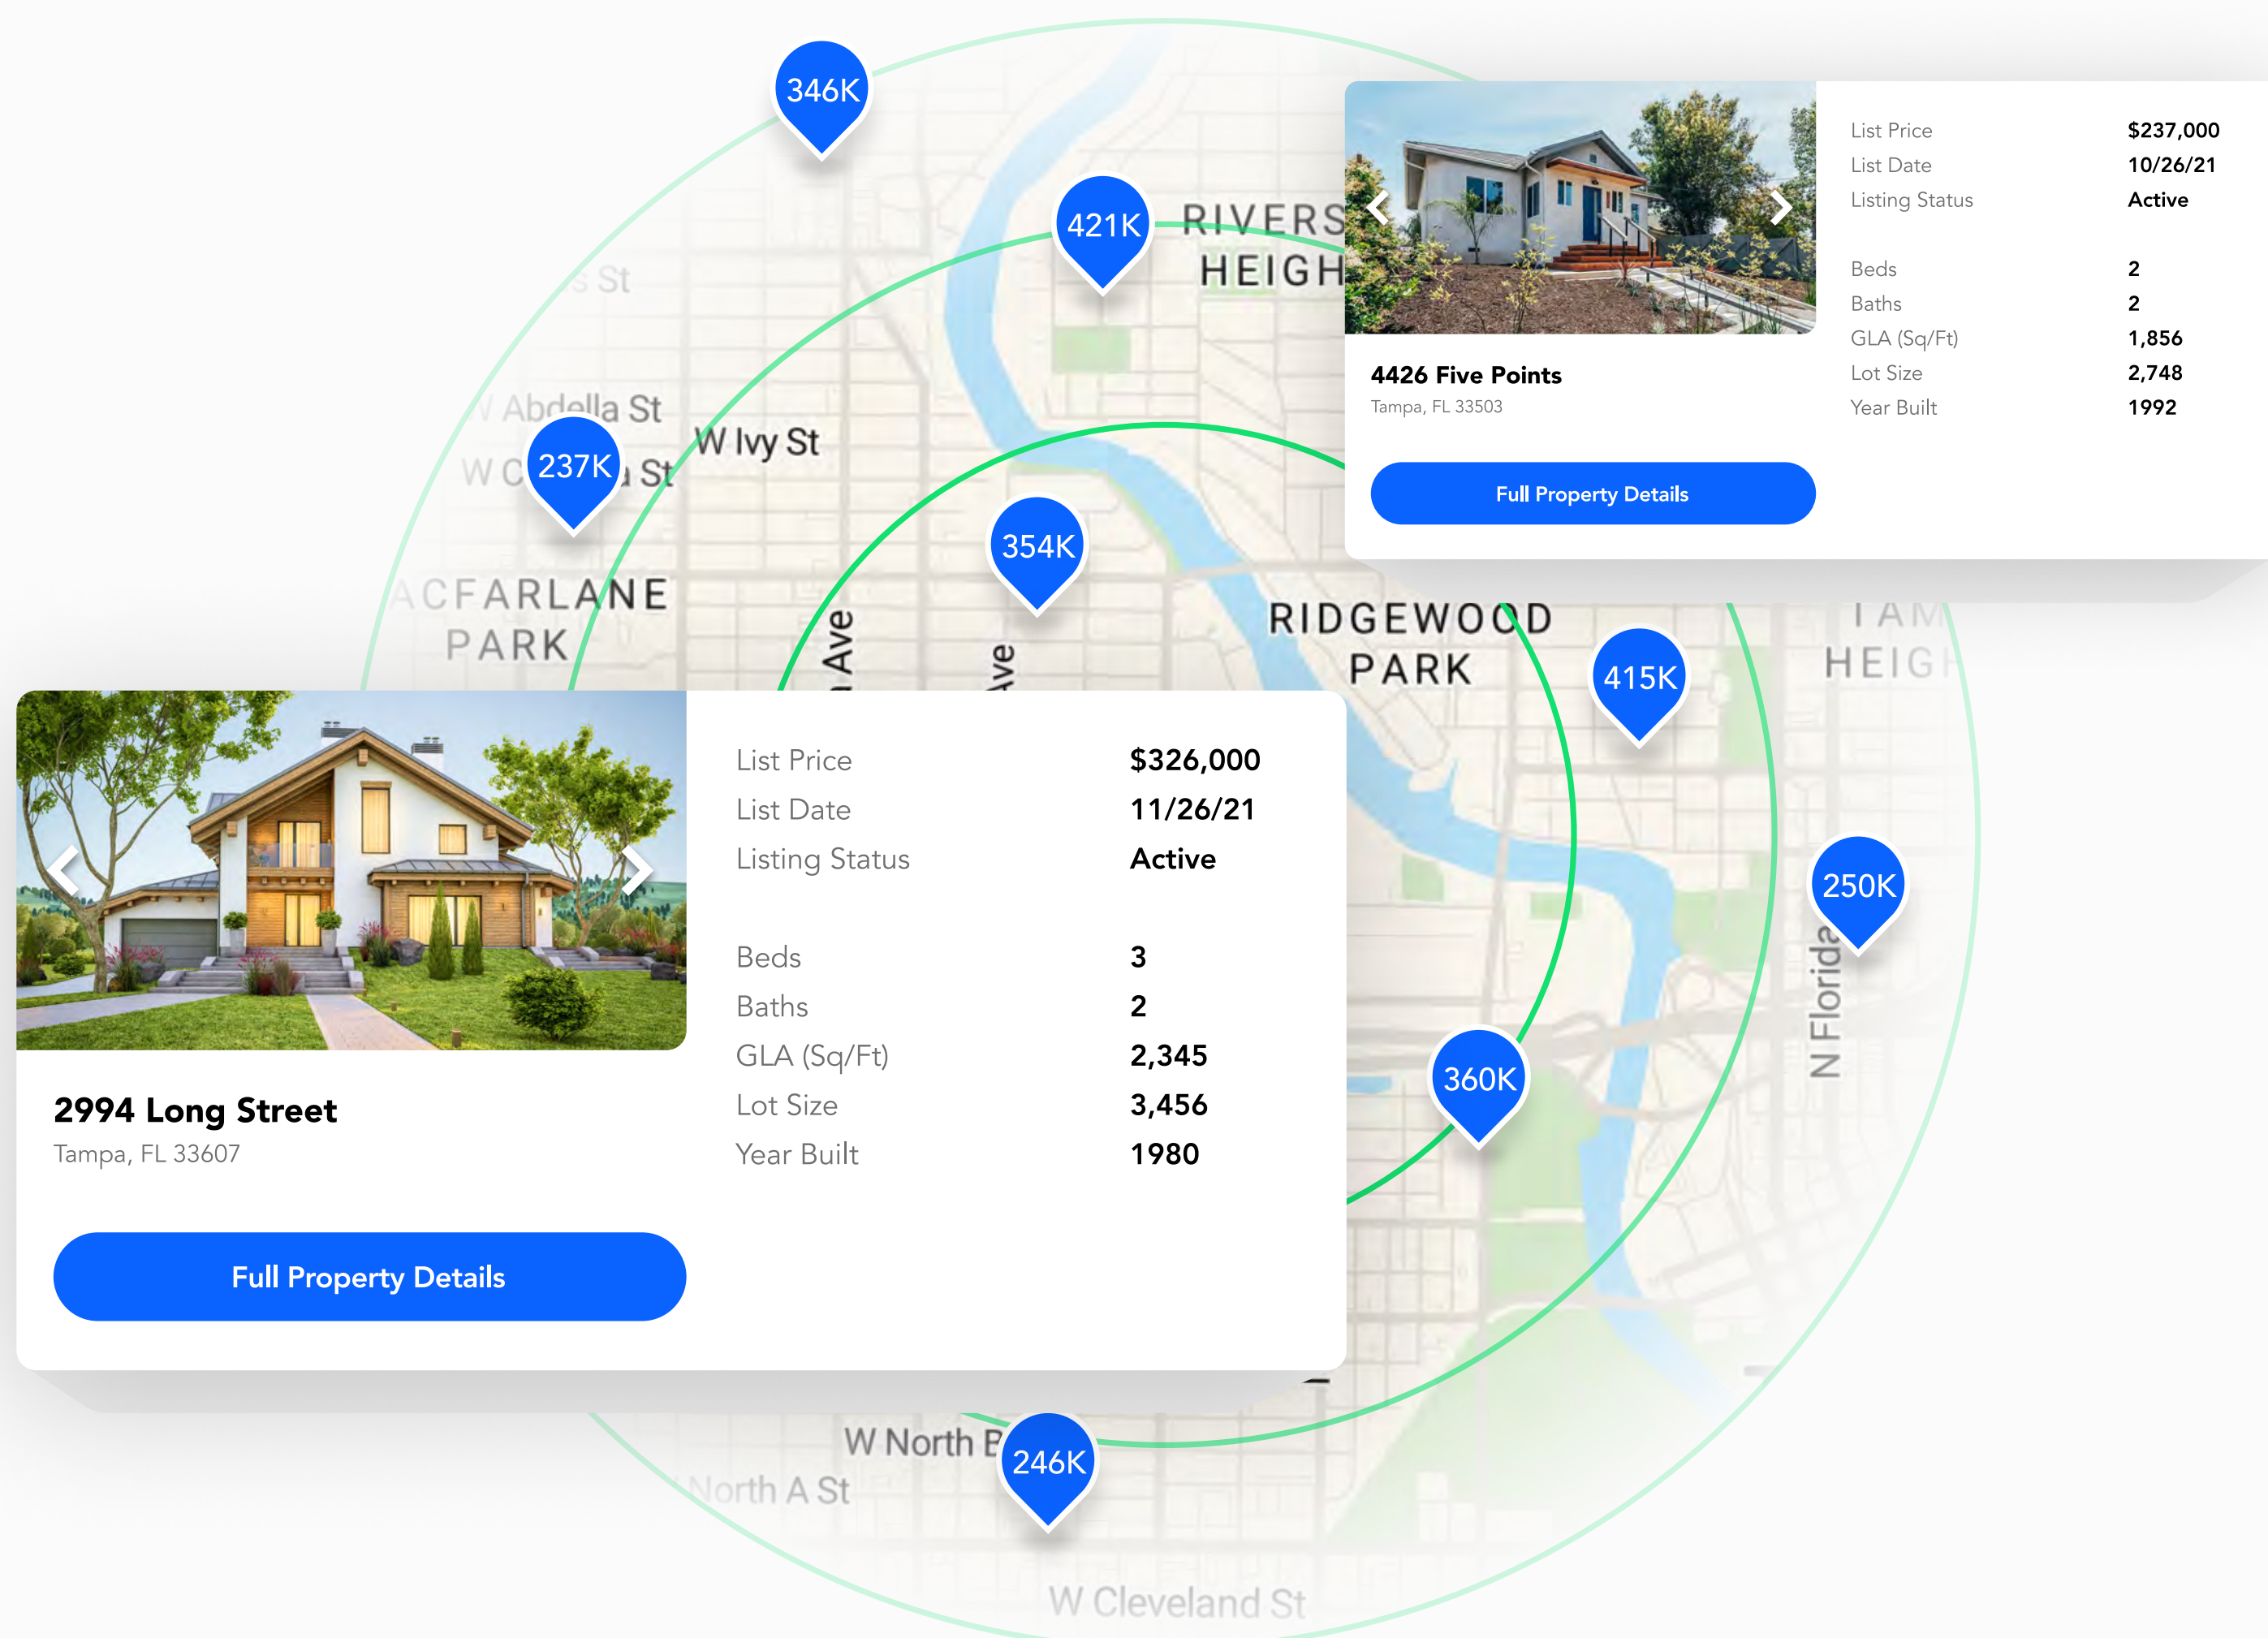 346K
421K
RIVERS
HEIGH
St
W Abdella St
W Ivy St
237K
St
354K
ACFARLANE
PARK
Ave
Ave
RIDGEWOOD
PARK
415K
TAM
HEIGH
250K
N Florida
360K
W North B
246K
North A St
W Cleveland St
4426 Five Points
Tampa, FL 33503
Full Property Details
List Price $237,000
List Date 10/26/21
Listing Status Active
Beds 2
Baths 2
GLA (Sq/Ft) 1,856
Lot Size 2,748
Year Built 1992
2994 Long Street
Tampa, FL 33607
Full Property Details
List Price $326,000
List Date 11/26/21
Listing Status Active
Beds 3
Baths 2
GLA (Sq/Ft) 2,345
Lot Size 3,456
Year Built 1980